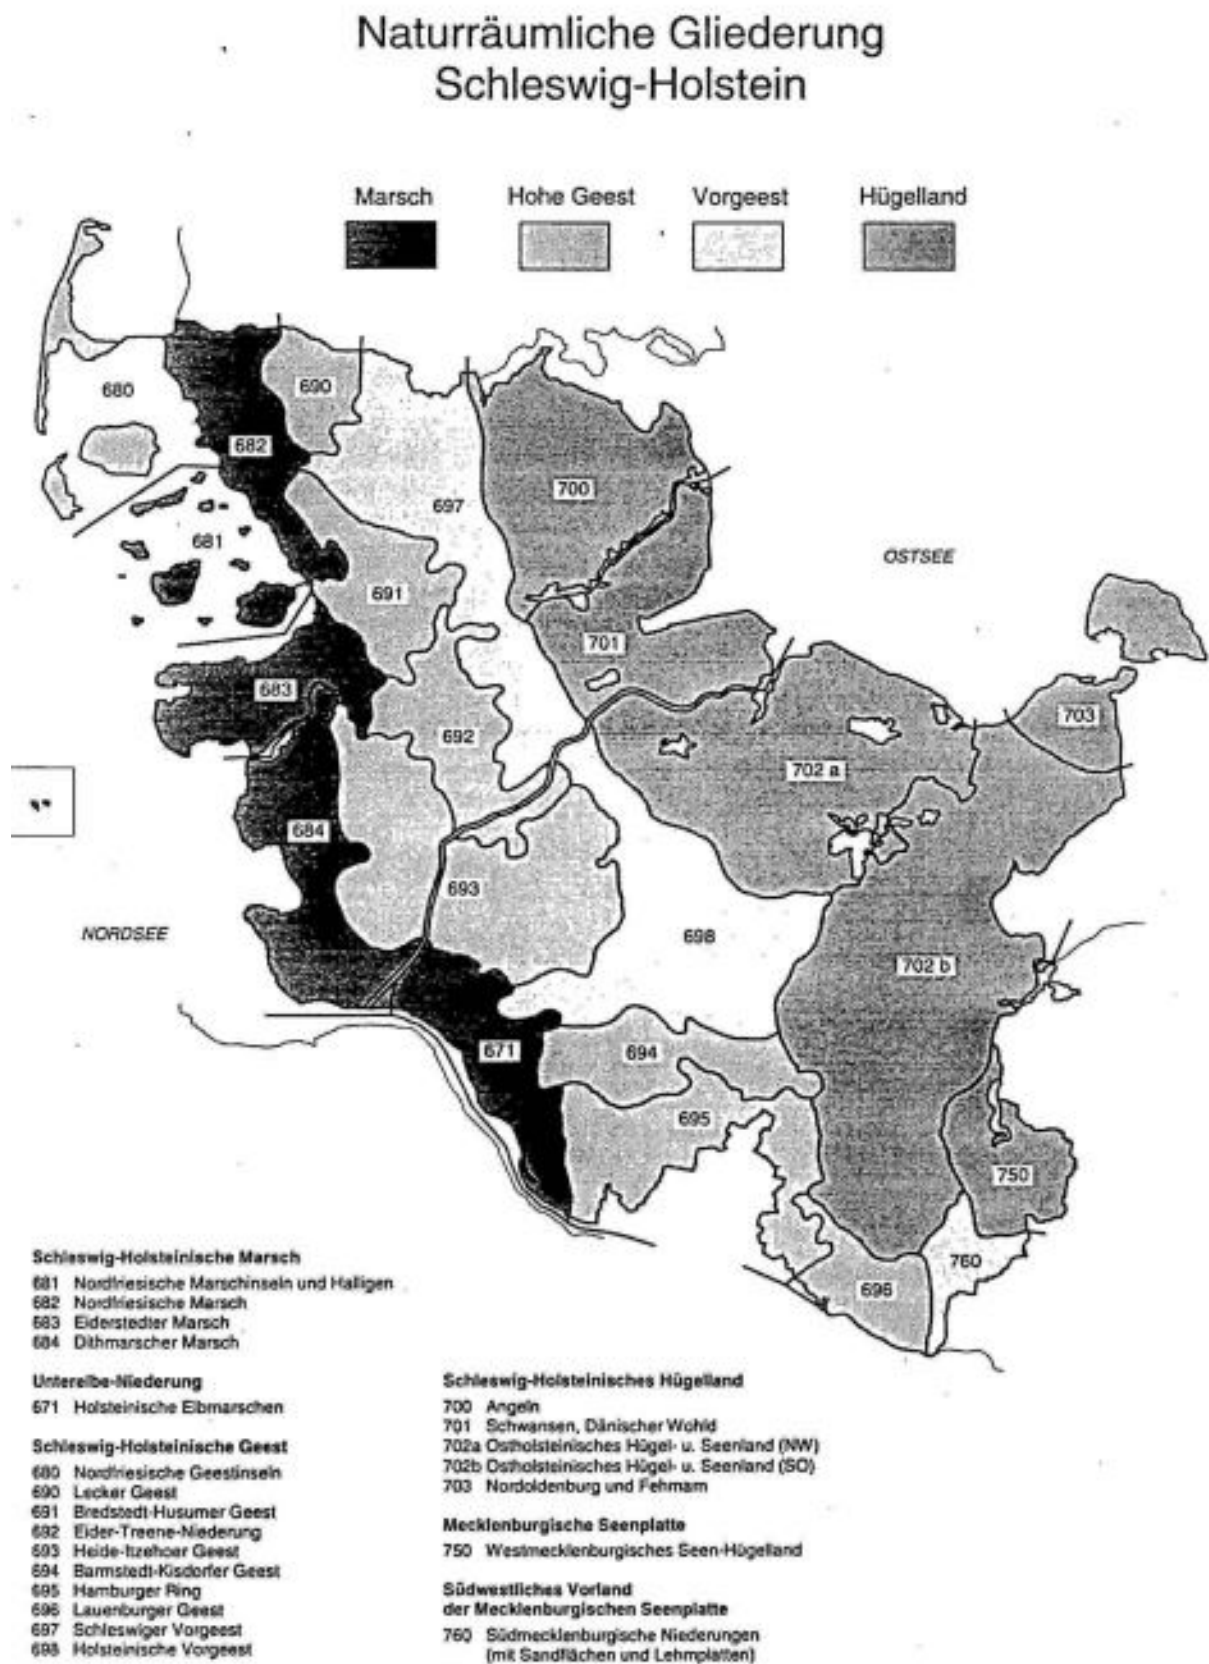 Naturräumliche Gliederung
Schleswig-Holstein
Marsch Hohe Geest Vorgeest Hügelland
680
690
682
697
700
681
691
OSTSEE
701
683
703
692
702 a
684
693
NORDSEE
698
702 b
671
694
695
750
760
696
Schleswig-Holsteinische Marsch
681 Nordfriesische Marschinseln und Halligen
682 Nordfriesische Marsch
683 Eiderstedter Marsch
684 Dithmarscher Marsch
Unterelbe-Niederung
671 Holsteinische Elbmarschen
Schleswig-Holsteinische Geest
680 Nordfriesische Geestinseln
690 Lecker Geest
691 Bredstedt-Husumer Geest
692 Eider-Treene-Niederung
693 Heide-Itzehoer Geest
694 Barmstedt-Kisdorfer Geest
695 Hamburger Ring
696 Lauenburger Geest
697 Schleswiger Vorgeest
698 Holsteinische Vorgeest
Schleswig-Holsteinisches Hügelland
700 Angeln
701 Schwansen, Dänischer Wohld
702a Ostholsteinisches Hügel- u. Seenland (NW)
702b Ostholsteinisches Hügel- u. Seenland (SO)
703 Nordoldenburg und Fehmarn
Mecklenburgische Seenplatte
750 Westmecklenburgisches Seen-Hügelland
Südwestliches Vorland
der Mecklenburgischen Seenplatte
760 Südmecklenburgische Niederungen
(mit Sandflächen und Lehmplatten)